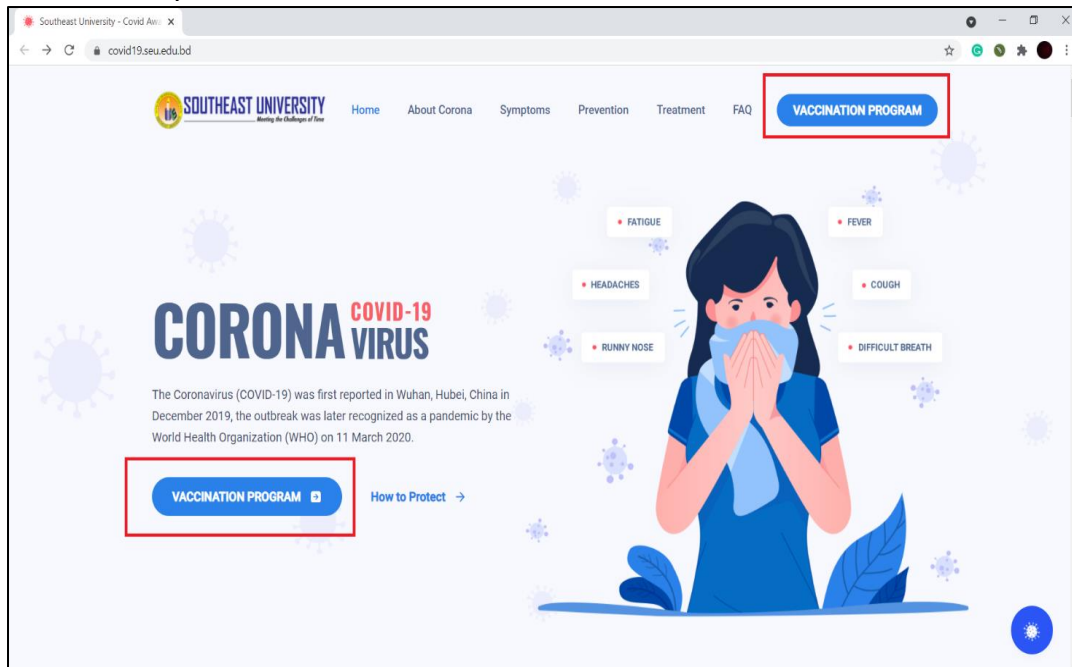 Southeast University - Covid Awa
covid19.seu.edu.bd
SOUTHEAST UNIVERSITY
Meeting the Challenges of Time
Home About Corona Symptoms Prevention Treatment FAQ VACCINATION PROGRAM
FATIGUE
FEVER
HEADACHES
COUGH
RUNNY NOSE
DIFFICULT BREATH
CORONA COVID-19
VIRUS
The Coronavirus (COVID-19) was first reported in Wuhan, Hubei, China in
December 2019, the outbreak was later recognized as a pandemic by the
World Health Organization (WHO) on 11 March 2020.
VACCINATION PROGRAM How to Protect →